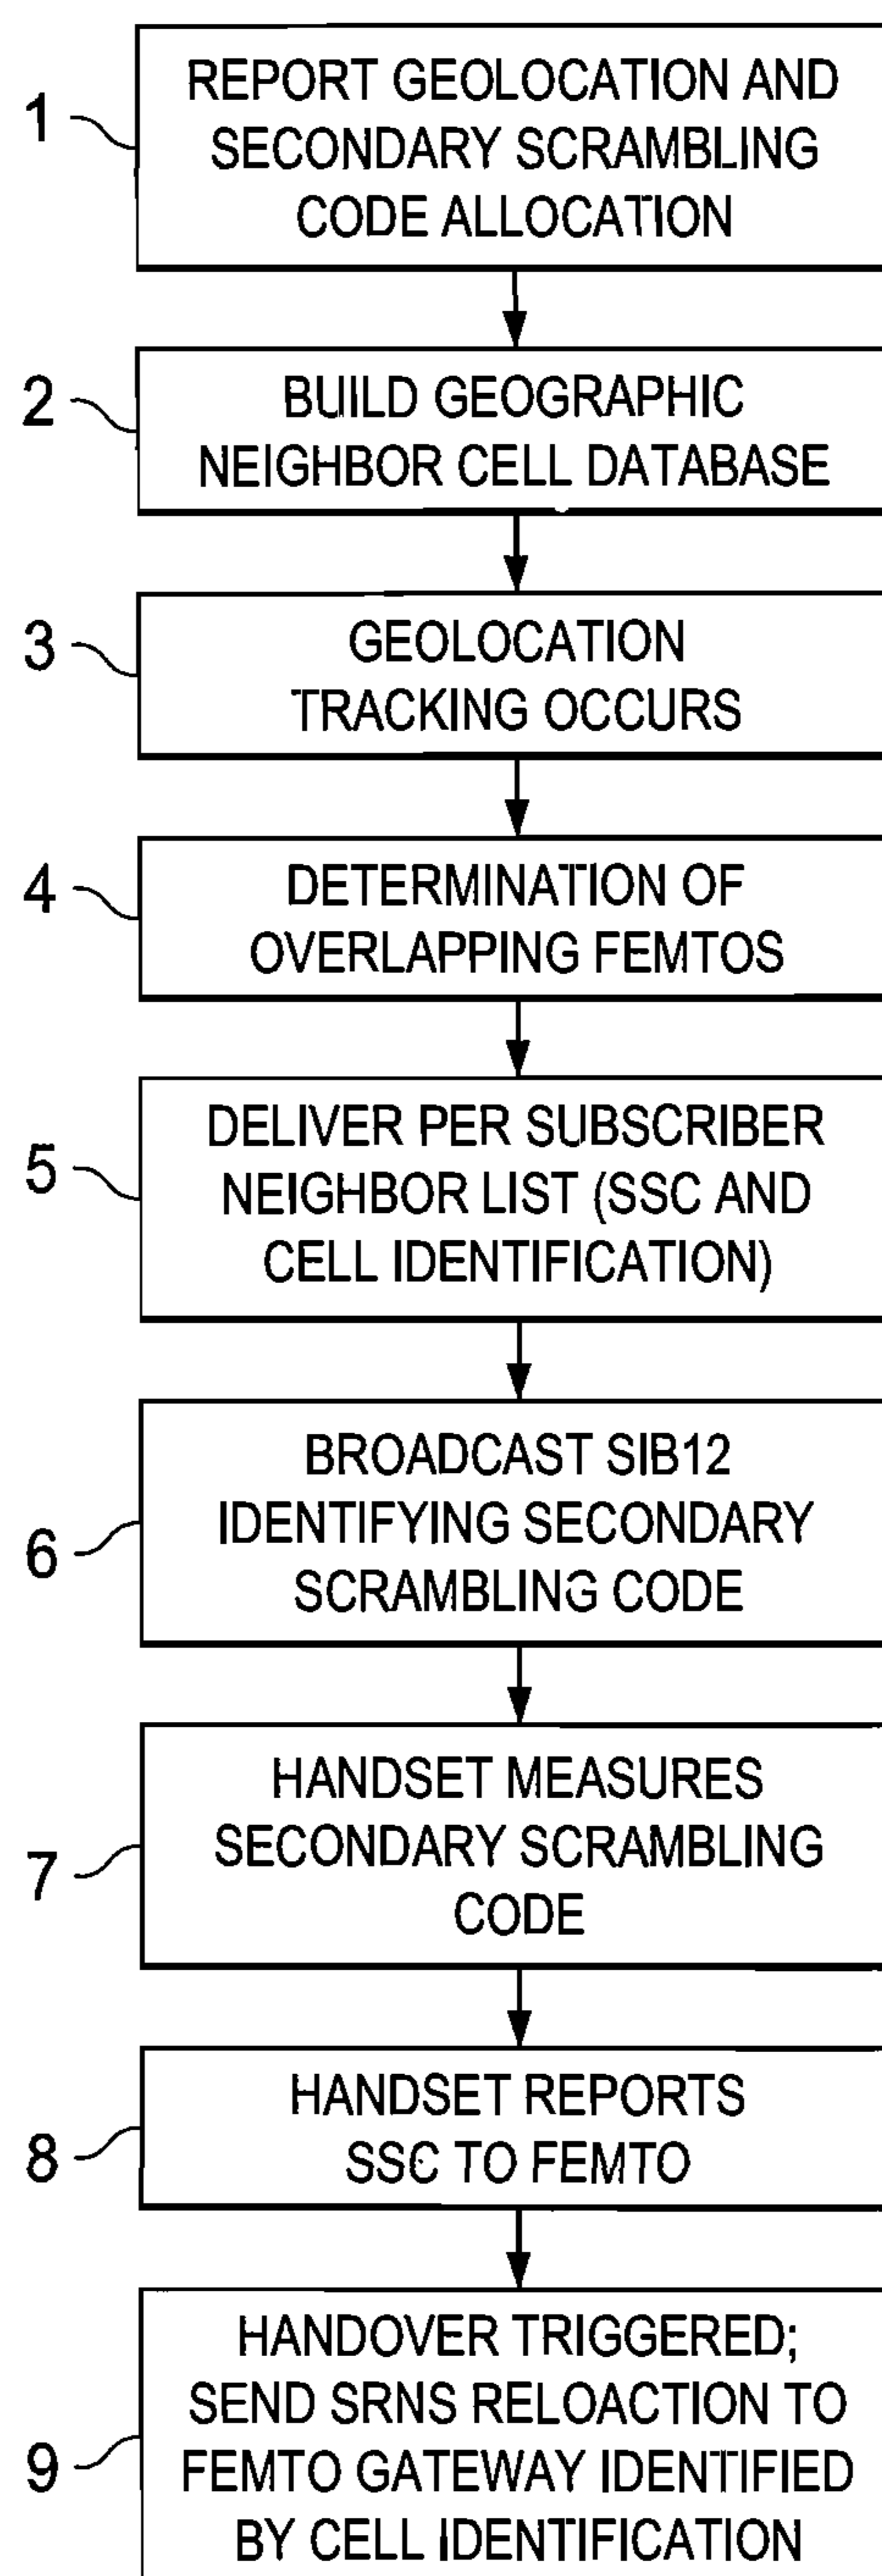 1
REPORT GEOLOCATION AND
SECONDARY SCRAMBLING
CODE ALLOCATION
2
BUILD GEOGRAPHIC
NEIGHBOR CELL DATABASE
3
GEOLOCATION
TRACKING OCCURS
4
DETERMINATION OF
OVERLAPPING FEMTOS
5
DELIVER PER SUBSCRIBER
NEIGHBOR LIST (SSC AND
CELL IDENTIFICATION)
6
BROADCAST SIB12
IDENTIFYING SECONDARY
SCRAMBLING CODE
7
HANDSET MEASURES
SECONDARY SCRAMBLING
CODE
8
HANDSET REPORTS
SSC TO FEMTO
9
HANDOVER TRIGGERED;
SEND SRNS RELOACTION TO
FEMTO GATEWAY IDENTIFIED
BY CELL IDENTIFICATION